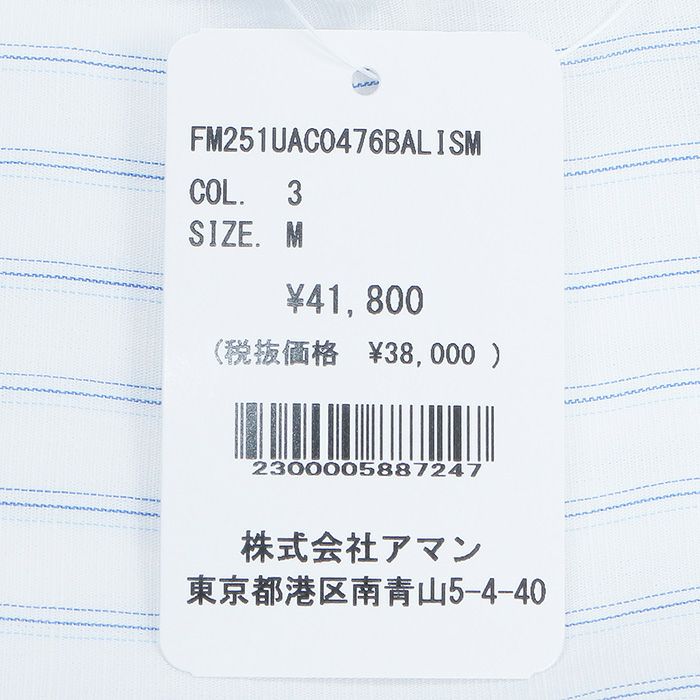 FM251UAC0476BALISM
COL. 3
SIZE. M
¥41,800
(税抜価格 ¥38,000 )
2300005887247
株式会社アマン
東京都港区南青山5-4-40